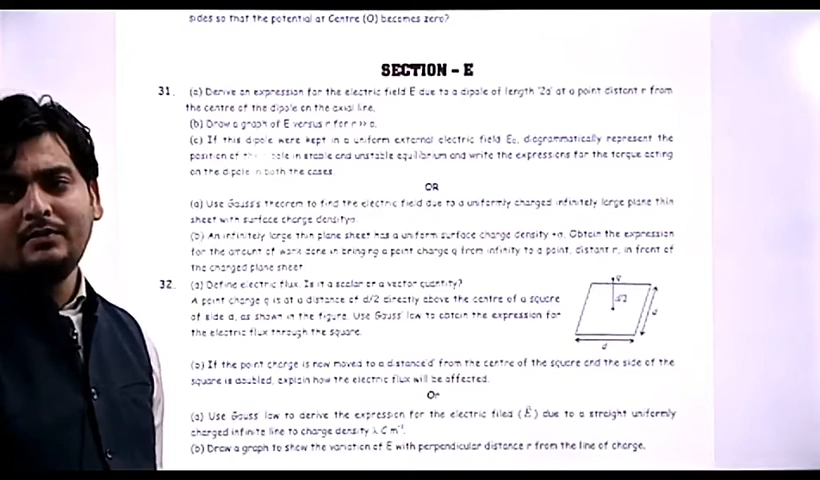 sides so that the potential at Centre (O) becomes zero?
SECTION – E
31. (a) Derive an expression for the electric field E due to a dipole of length '2a' at a point distant r from
the centre of the dipole on the axial line.
(b) Draw a graph of E versus r for r >> a.
(c) If this dipole were kept in a uniform external electric field E₀, diagrammatically represent the
position of the dipole in stable and unstable equilibrium and write the expressions for the torque acting
on the dipole in both the cases.
OR
(a) Use Gauss's theorem to find the electric field due to a uniformly charged infinitely large plane thin
sheet with surface charge densityσ.
(b) An infinitely large thin plane sheet has a uniform surface charge density +σ. Obtain the expression
for the amount of work done in bringing a point charge q from infinity to a point, distant r, in front of
the charged plane sheet
32. (a) Define electric flux. Is it a scalar or a vector quantity?
A point charge q is at a distance of d/2 directly above the centre of a square
of side d, as shown in the figure. Use Gauss' law to obtain the expression for
the electric flux through the square.
q
d/2
d
d
(b) If the point charge is now moved to a distance'd' from the centre of the square and the side of the
square is doubled, explain how the electric flux will be affected.
Or
(a) Use Gauss' law to derive the expression for the electric filed (E⃗) due to a straight uniformly
charged infinite line to charge density λ C m⁻¹.
(b) Draw a graph to show the variation of E with perpendicular distance r from the line of charge.